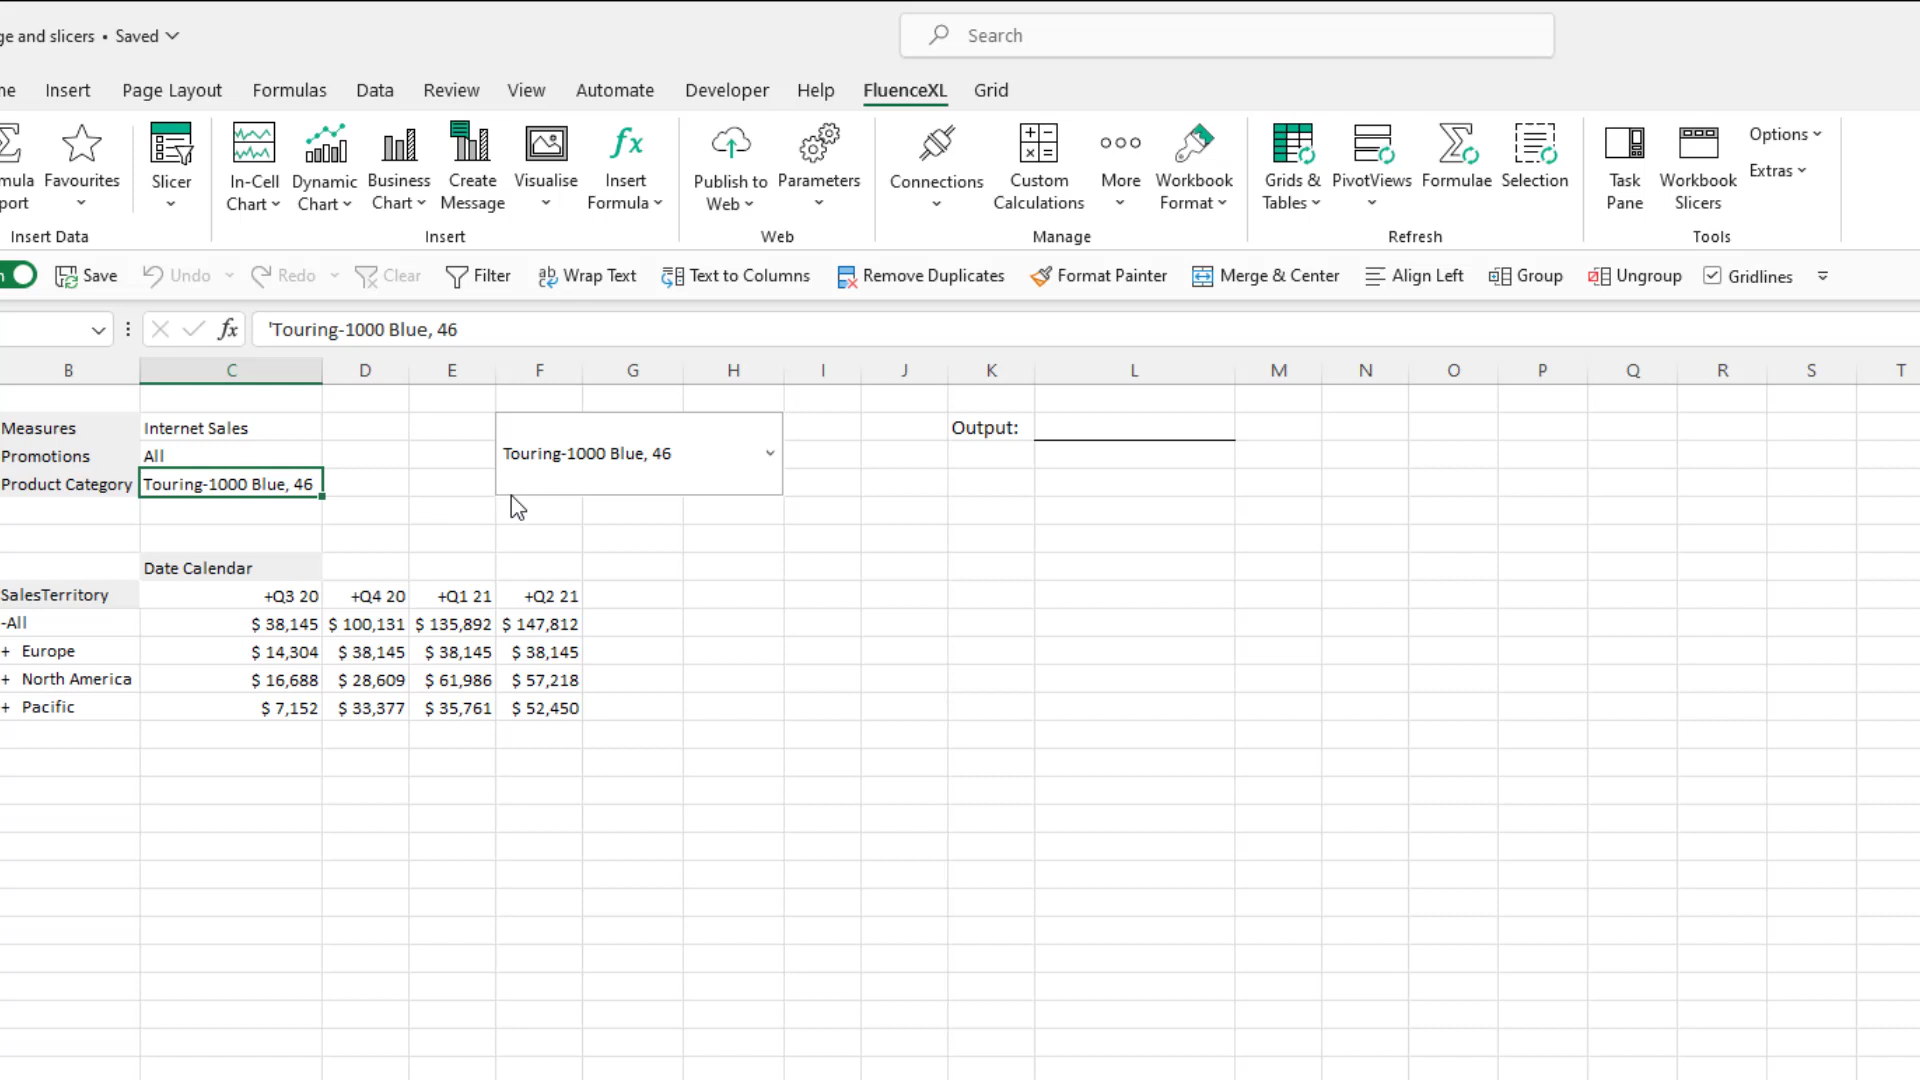 ge and slicers • Saved
Search
ne Insert Page Layout Formulas Data Review View Automate Developer Help FluenceXL Grid
mula port
Favourites
Slicer
In-Cell Chart
Dynamic Chart
Business Chart
Create Message
Visualise
Insert Formula
Publish to Web
Parameters
Connections
Custom Calculations
More
Workbook Format
Grids & Tables
PivotViews
Formulae
Selection
Task Pane
Workbook Slicers
Options
Extras
Insert Data Insert Web Manage Refresh Tools
n Save Undo Redo Clear Filter Wrap Text Text to Columns Remove Duplicates Format Painter Merge & Center Align Left Group Ungroup Gridlines
fx 'Touring-1000 Blue, 46
B C D E F G H I J K L M N O P Q R S T
Measures Internet Sales Output:
Promotions All Touring-1000 Blue, 46
Product Category Touring-1000 Blue, 46
Date Calendar
SalesTerritory +Q3 20 +Q4 20 +Q1 21 +Q2 21
-All $ 38,145 $ 100,131 $ 135,892 $ 147,812
+ Europe $ 14,304 $ 38,145 $ 38,145 $ 38,145
+ North America $ 16,688 $ 28,609 $ 61,986 $ 57,218
+ Pacific $ 7,152 $ 33,377 $ 35,761 $ 52,450